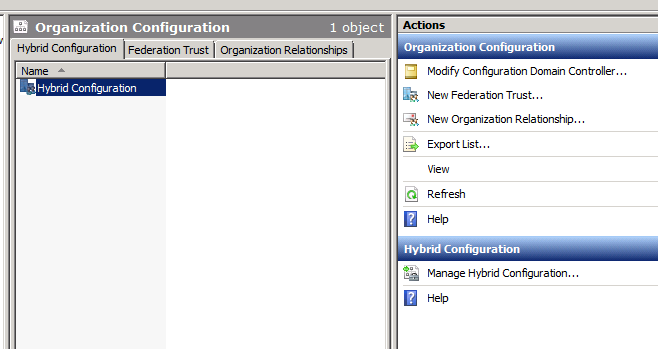 Organization Configuration 1 object
Hybrid Configuration Federation Trust Organization Relationships
Name
Hybrid Configuration
Actions
Organization Configuration
Modify Configuration Domain Controller...
New Federation Trust...
New Organization Relationship...
Export List...
View
Refresh
Help
Hybrid Configuration
Manage Hybrid Configuration...
Help